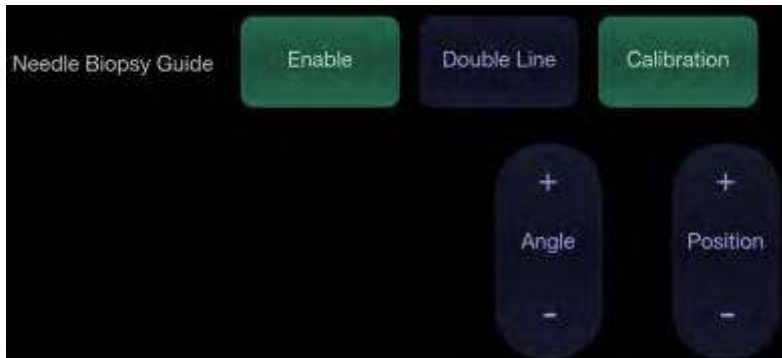 Needle Biopsy Guide
Enable
Double Line
Calibration
+
+
Angle
Position
-
-